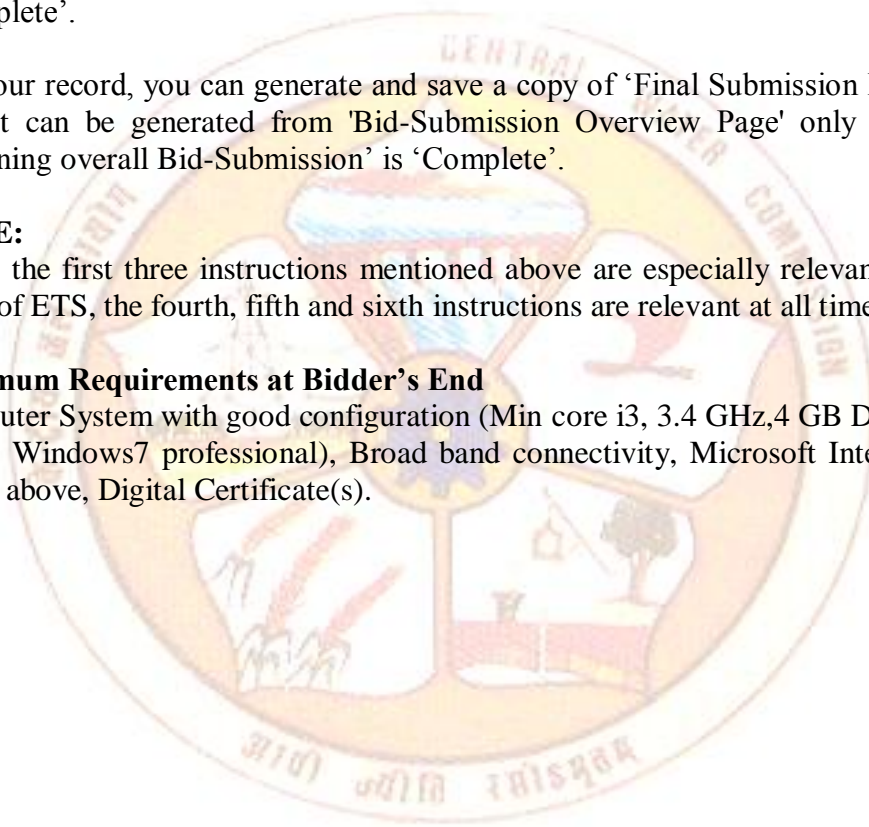 plete’.
our record, you can generate and save a copy of ‘Final Submission
t can be generated from 'Bid-Submission Overview Page' only
ning overall Bid-Submission’ is ‘Complete’.
E:
the first three instructions mentioned above are especially relevan
of ETS, the fourth, fifth and sixth instructions are relevant at all time
mum Requirements at Bidder’s End
uter System with good configuration (Min core i3, 3.4 GHz,4 GB D
Windows7 professional), Broad band connectivity, Microsoft Inte
above, Digital Certificate(s).
CENTRAL WATER COMMISSION